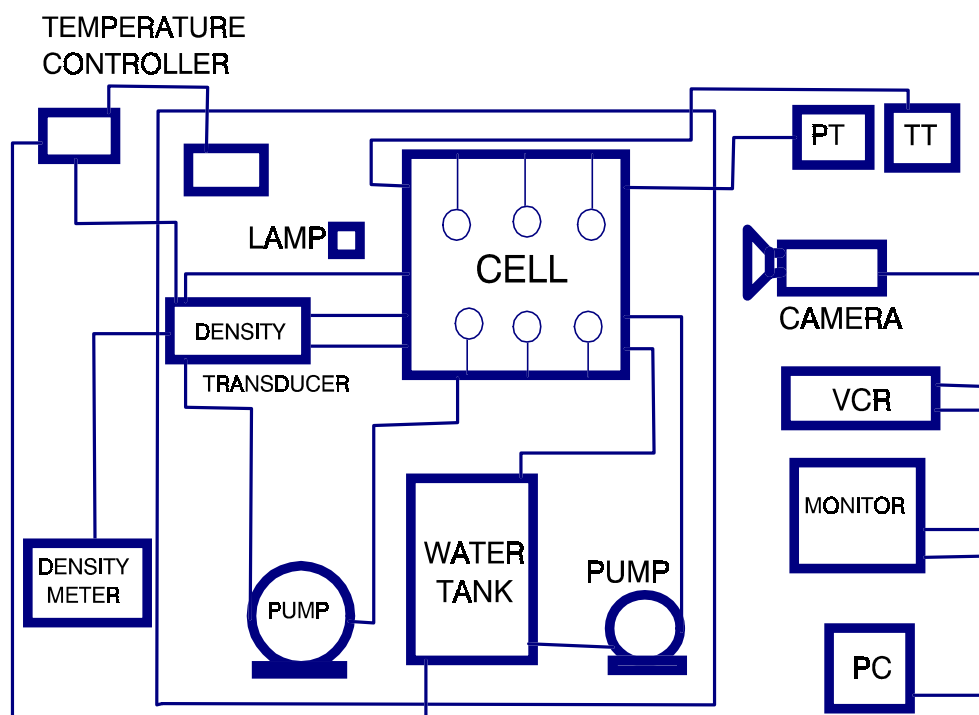 TEMPERATURE
CONTROLLER
PT
TT
LAMP
CELL
DENSITY
TRANSDUCER
CAMERA
VCR
MONITOR
WATER
TANK
PUMP
DENSITY
METER
PUMP
PC